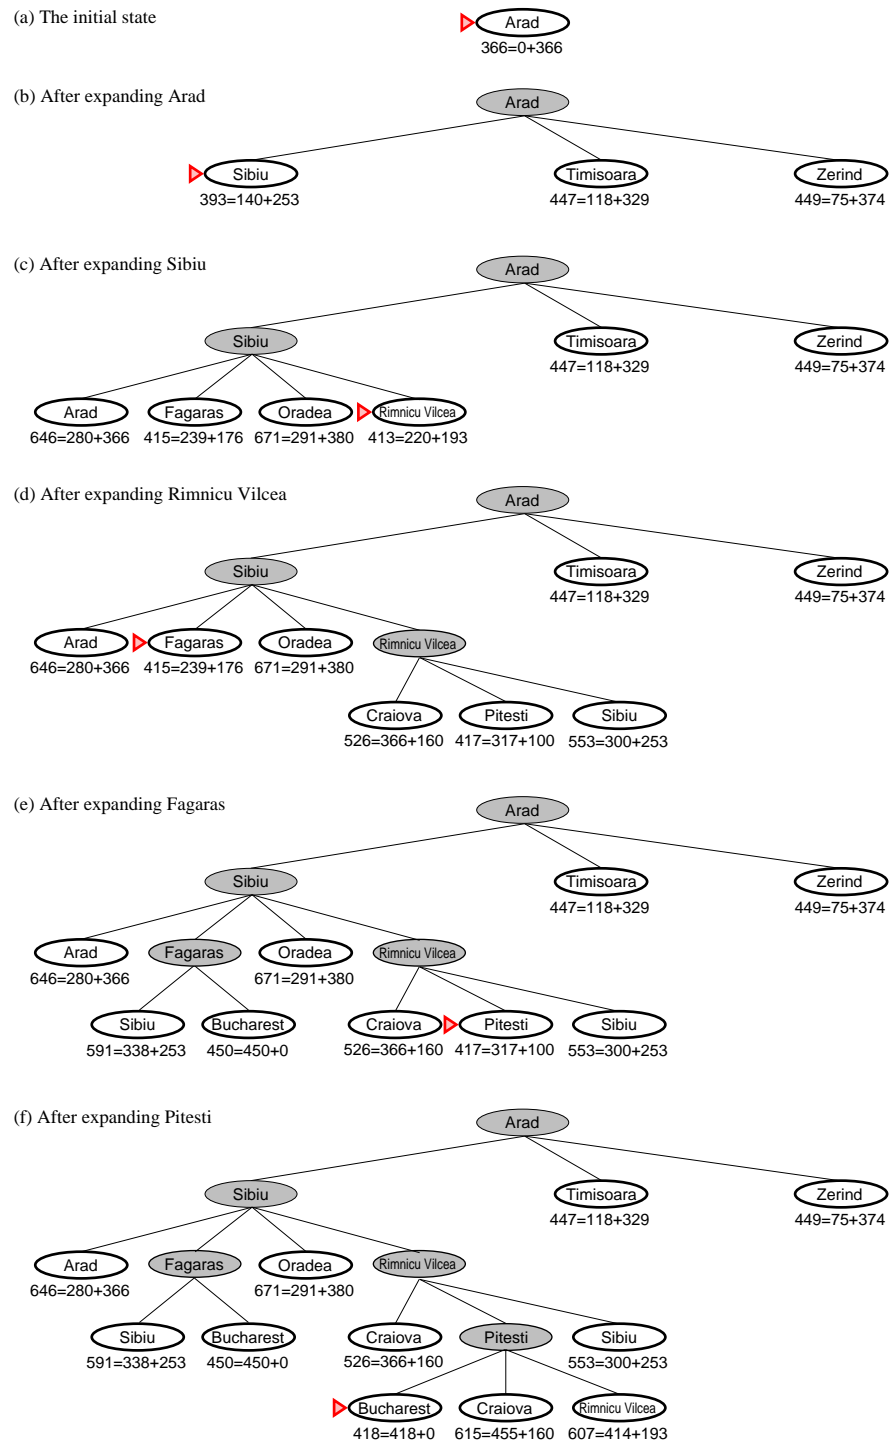 (a) The initial state
Arad
366=0+366
(b) After expanding Arad
Arad
Sibiu Timisoara Zerind
393=140+253 447=118+329 449=75+374
(c) After expanding Sibiu
Arad
Sibiu Timisoara Zerind
447=118+329 449=75+374
Arad Fagaras Oradea Rimnicu Vilcea
646=280+366 415=239+176 671=291+380 413=220+193
(d) After expanding Rimnicu Vilcea
Arad
Sibiu Timisoara Zerind
447=118+329 449=75+374
Arad Fagaras Oradea Rimnicu Vilcea
646=280+366 415=239+176 671=291+380
Craiova Pitesti Sibiu
526=366+160 417=317+100 553=300+253
(e) After expanding Fagaras
Arad
Sibiu Timisoara Zerind
447=118+329 449=75+374
Arad Fagaras Oradea Rimnicu Vilcea
646=280+366 671=291+380
Sibiu Bucharest Craiova Pitesti Sibiu
591=338+253 450=450+0 526=366+160 417=317+100 553=300+253
(f) After expanding Pitesti
Arad
Sibiu Timisoara Zerind
447=118+329 449=75+374
Arad Fagaras Oradea Rimnicu Vilcea
646=280+366 671=291+380
Sibiu Bucharest Craiova Pitesti Sibiu
591=338+253 450=450+0 526=366+160 553=300+253
Bucharest Craiova Rimnicu Vilcea
418=418+0 615=455+160 607=414+193